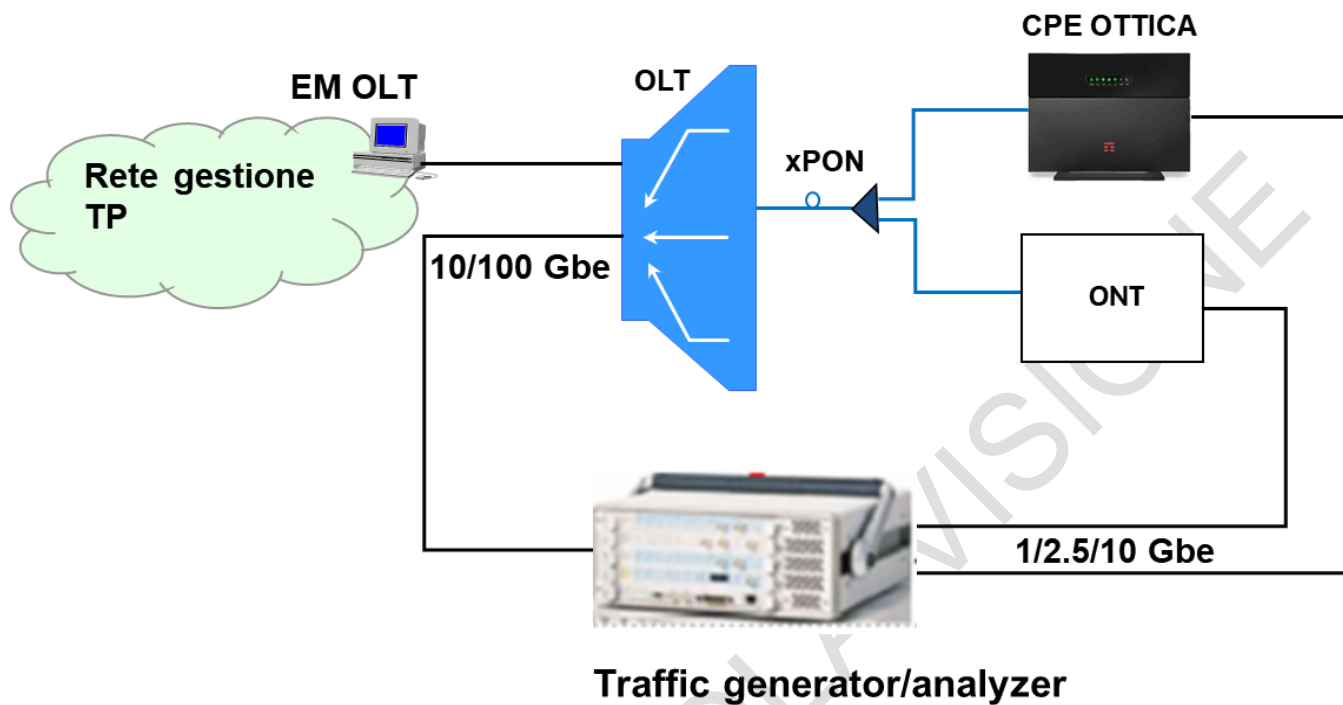 CPE OTTICA
EM OLT
OLT
Rete gestione
TP
xPON
10/100 Gbe
ONT
1/2.5/10 Gbe
Traffic generator/analyzer